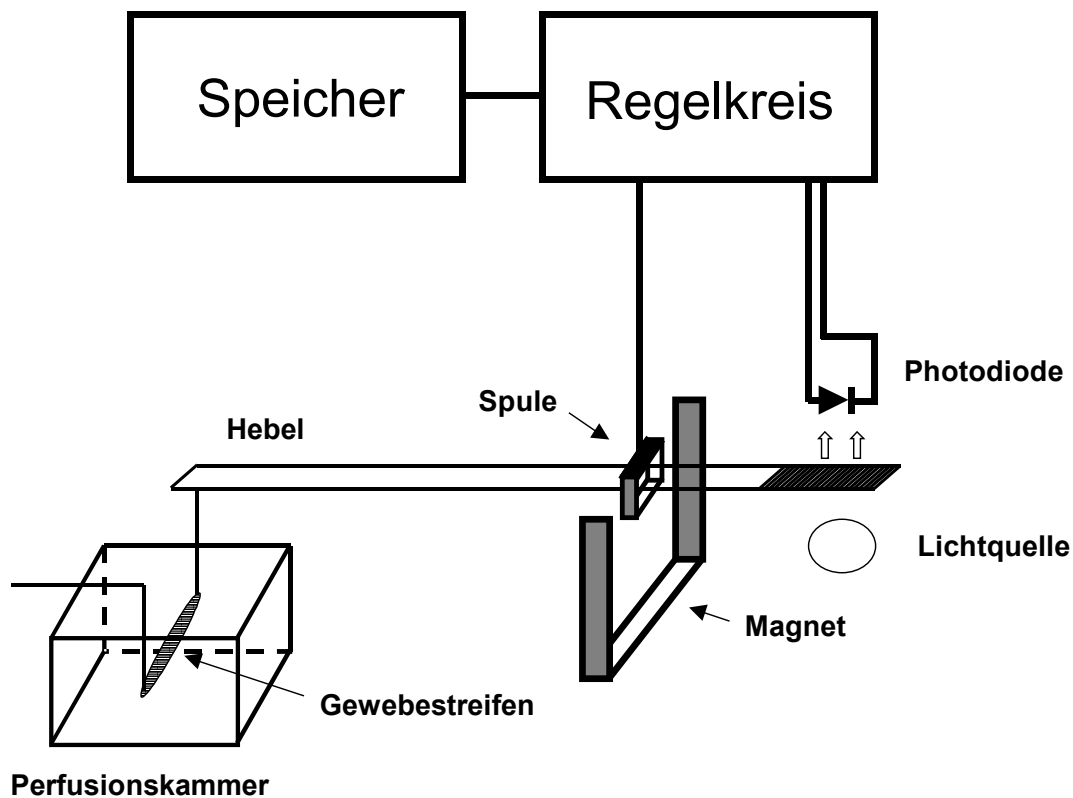 Speicher
Regelkreis
Photodiode
Spule
Hebel
Lichtquelle
Magnet
Gewebestreifen
Perfusionskammer